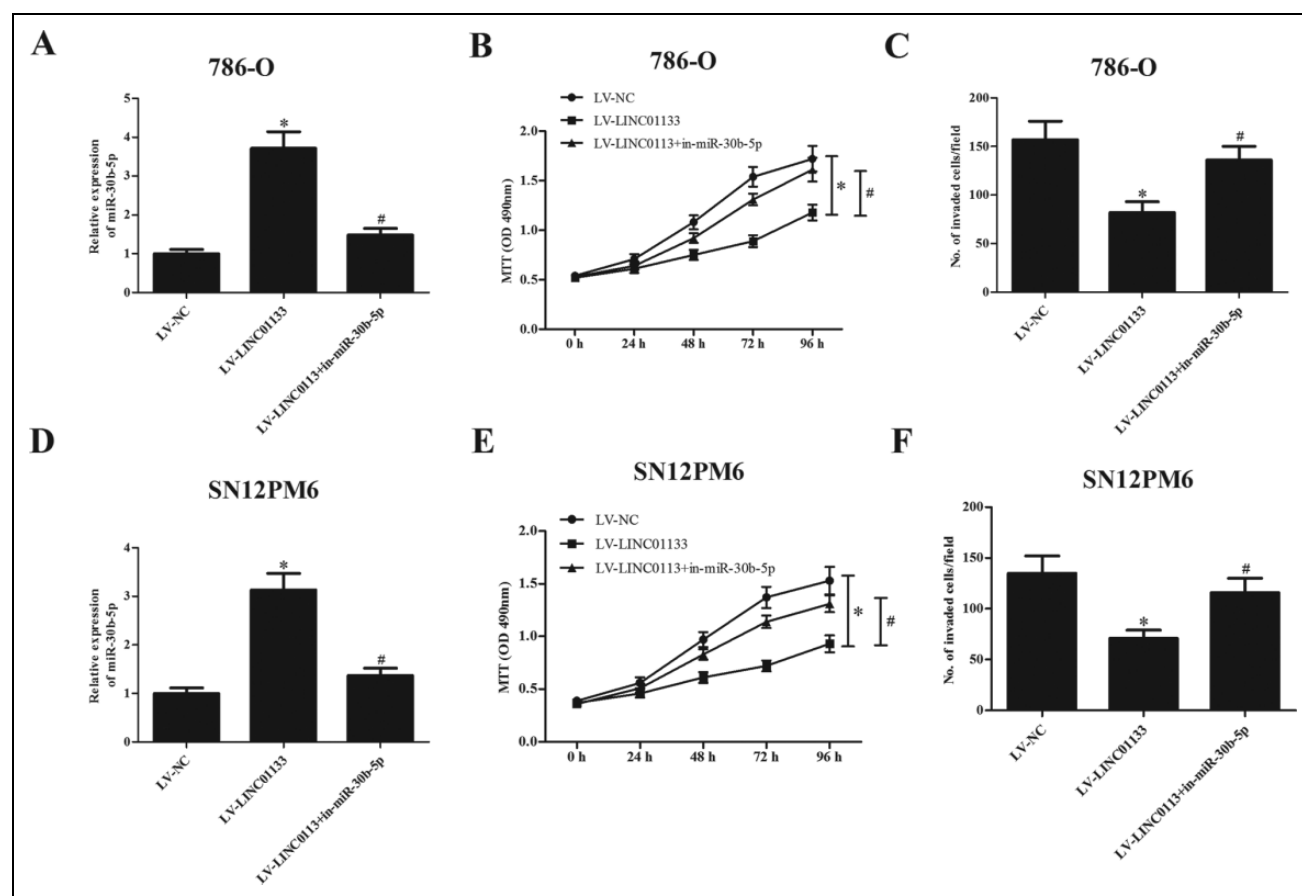 A
786-O
Relative expression
of miR-30b-5p
5
4
3
2
1
0
*
#
LV-NC
LV-LINC01133
LV-LINC0113+in-miR-30b-5p
B
786-O
LV-NC
LV-LINC01133
LV-LINC0113+in-miR-30b-5p
MTT (OD 490nm)
2.0
1.5
1.0
0.5
0.0
*
#
0 h 24 h 48 h 72 h 96 h
C
786-O
No. of invaded cells/field
200
150
100
50
0
*
#
LV-NC
LV-LINC01133
LV-LINC0113+in-miR-30b-5p
D
SN12PM6
Relative expression
of miR-30b-5p
4
3
2
1
0
*
#
LV-NC
LV-LINC01133
LV-LINC0113+in-miR-30b-5p
E
SN12PM6
LV-NC
LV-LINC01133
LV-LINC0113+in-miR-30b-5p
MTT (OD 490nm)
2.0
1.5
1.0
0.5
0.0
*
#
0 h 24 h 48 h 72 h 96 h
F
SN12PM6
No. of invaded cells/field
200
150
100
50
0
*
#
LV-NC
LV-LINC01133
LV-LINC0113+in-miR-30b-5p